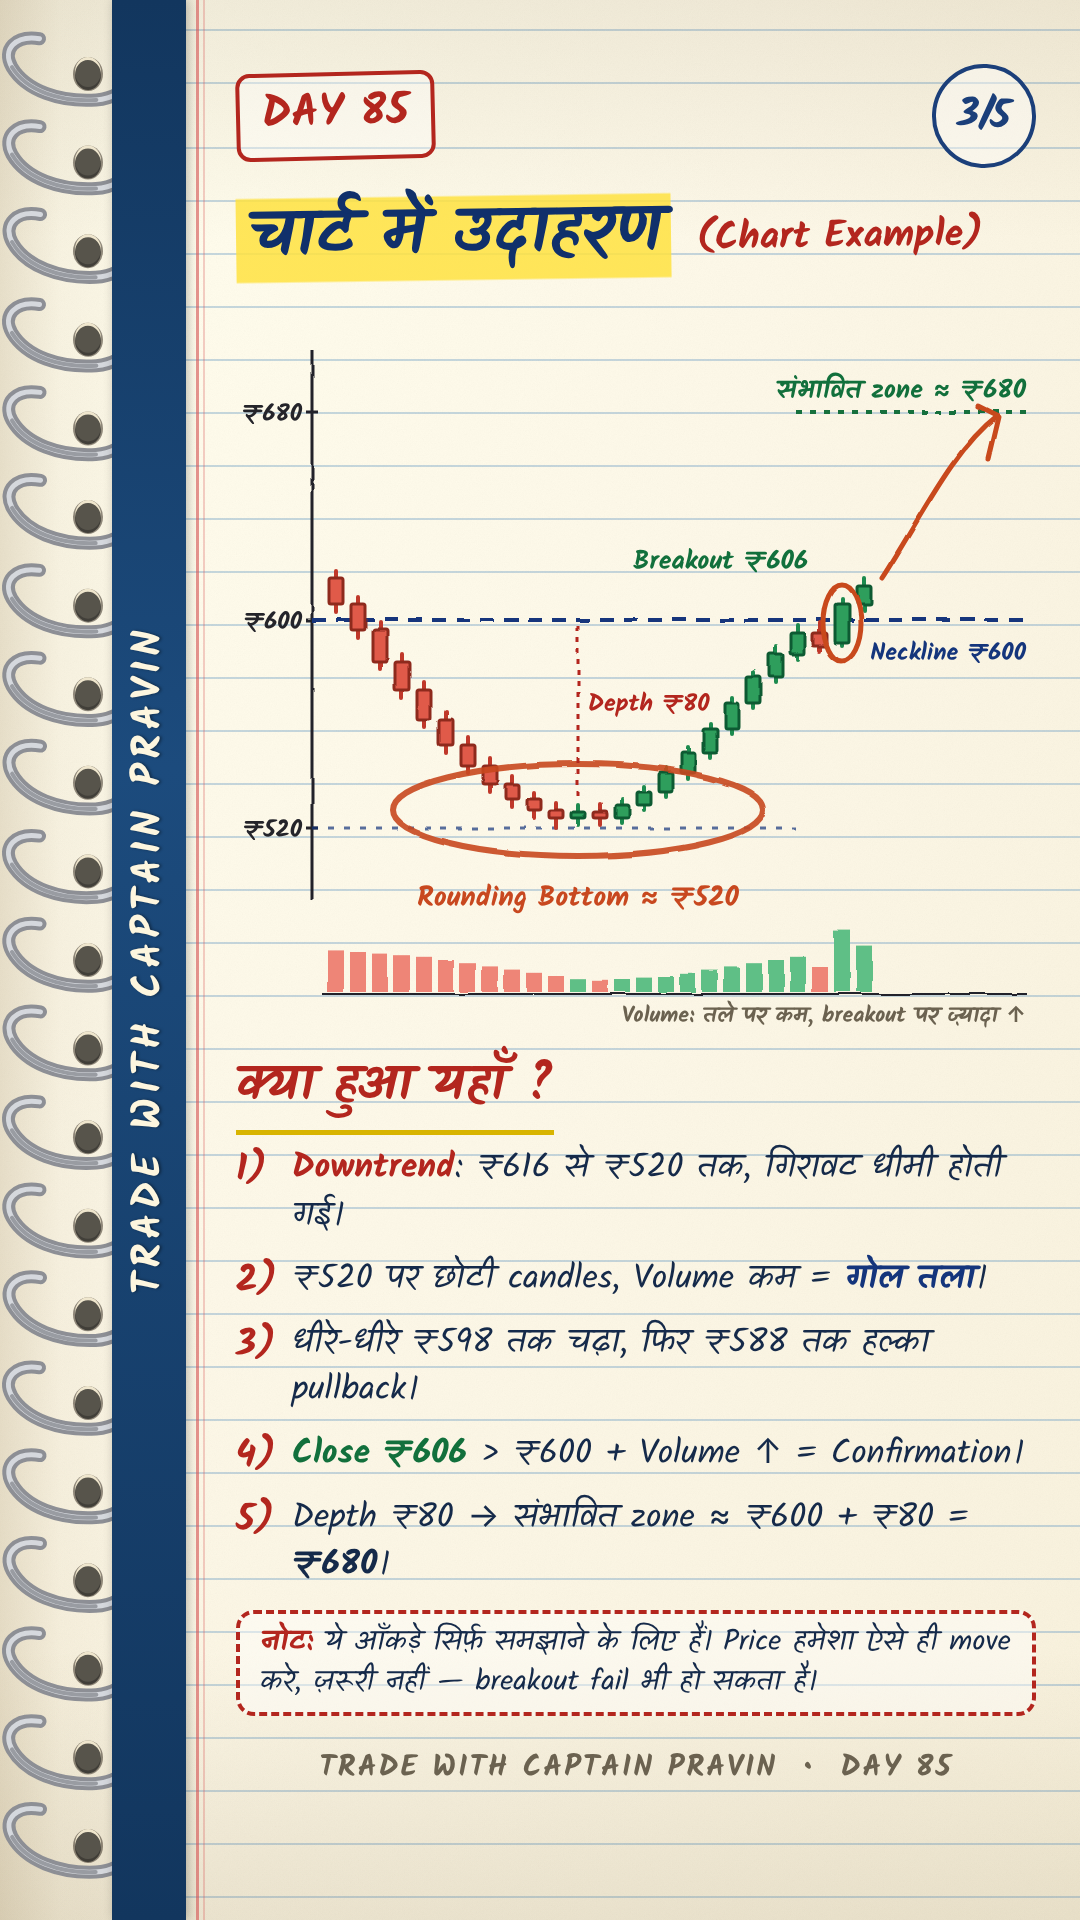 TRADE WITH CAPTAIN PRAVIN
DAY 85
3/5
चार्ट में उदाहरण (Chart Example)
संभावित zone ≈ ₹680
₹680
Breakout ₹606
₹600
Neckline ₹600
Depth ₹80
₹520
Rounding Bottom ≈ ₹520
Volume: तले पर कम, breakout पर ज़्यादा ↑
क्या हुआ यहाँ ?
1) Downtrend: ₹616 से ₹520 तक, गिरावट धीमी होती
गई।
2) ₹520 पर छोटी candles, Volume कम = गोल तला।
3) धीरे-धीरे ₹598 तक चढ़ा, फिर ₹588 तक हल्का
pullback।
4) Close ₹606 > ₹600 + Volume ↑ = Confirmation।
5) Depth ₹80 → संभावित zone ≈ ₹600 + ₹80 =
₹680।
नोट: ये आँकड़े सिर्फ़ समझाने के लिए हैं। Price हमेशा ऐसे ही move
करे, ज़रूरी नहीं — breakout fail भी हो सकता है।
TRADE WITH CAPTAIN PRAVIN · DAY 85